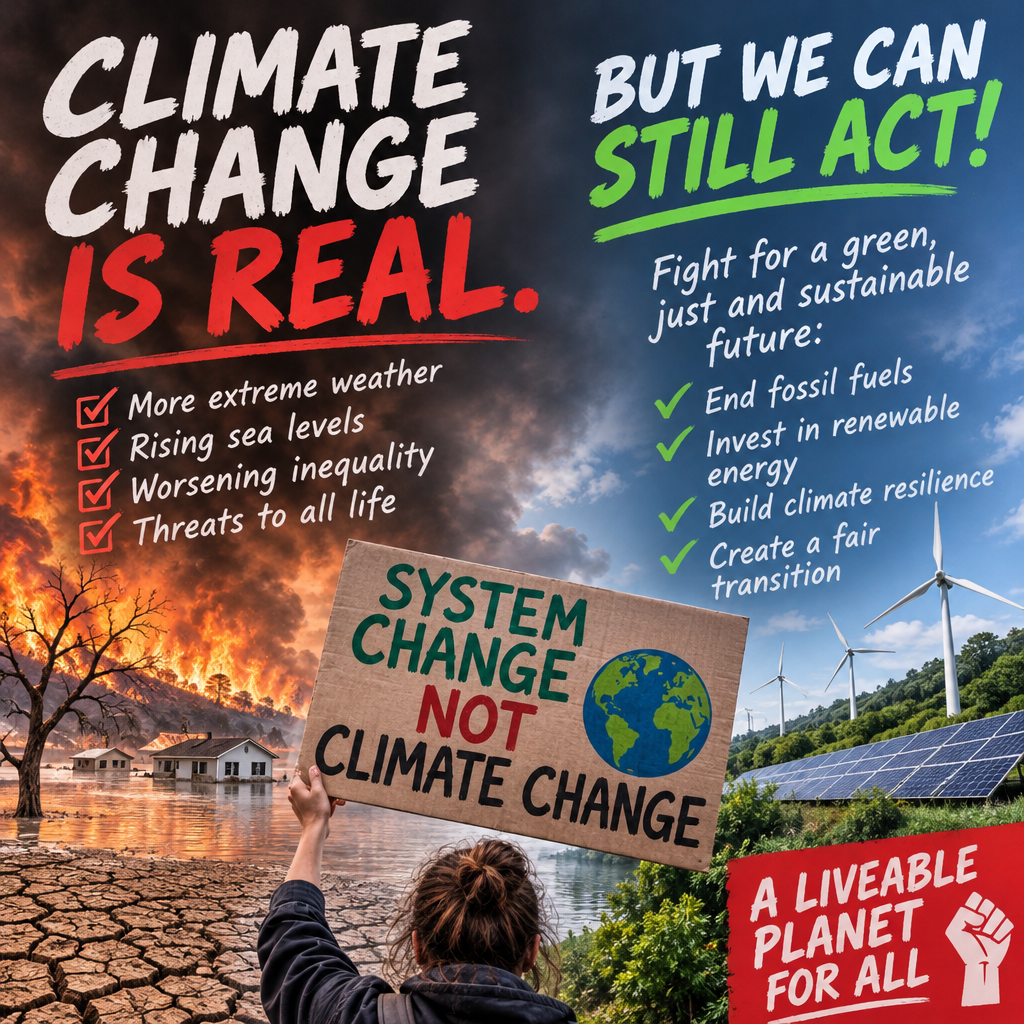 CLIMATE
CHANGE
IS REAL.
More extreme weather
Rising sea levels
Worsening inequality
Threats to all life
BUT WE CAN
STILL ACT!
Fight for a green,
just and sustainable
future:
End fossil fuels
Invest in renewable
energy
Build climate resilience
Create a fair
transition
SYSTEM
CHANGE
NOT
CLIMATE CHANGE
A LIVEABLE
PLANET
FOR ALL